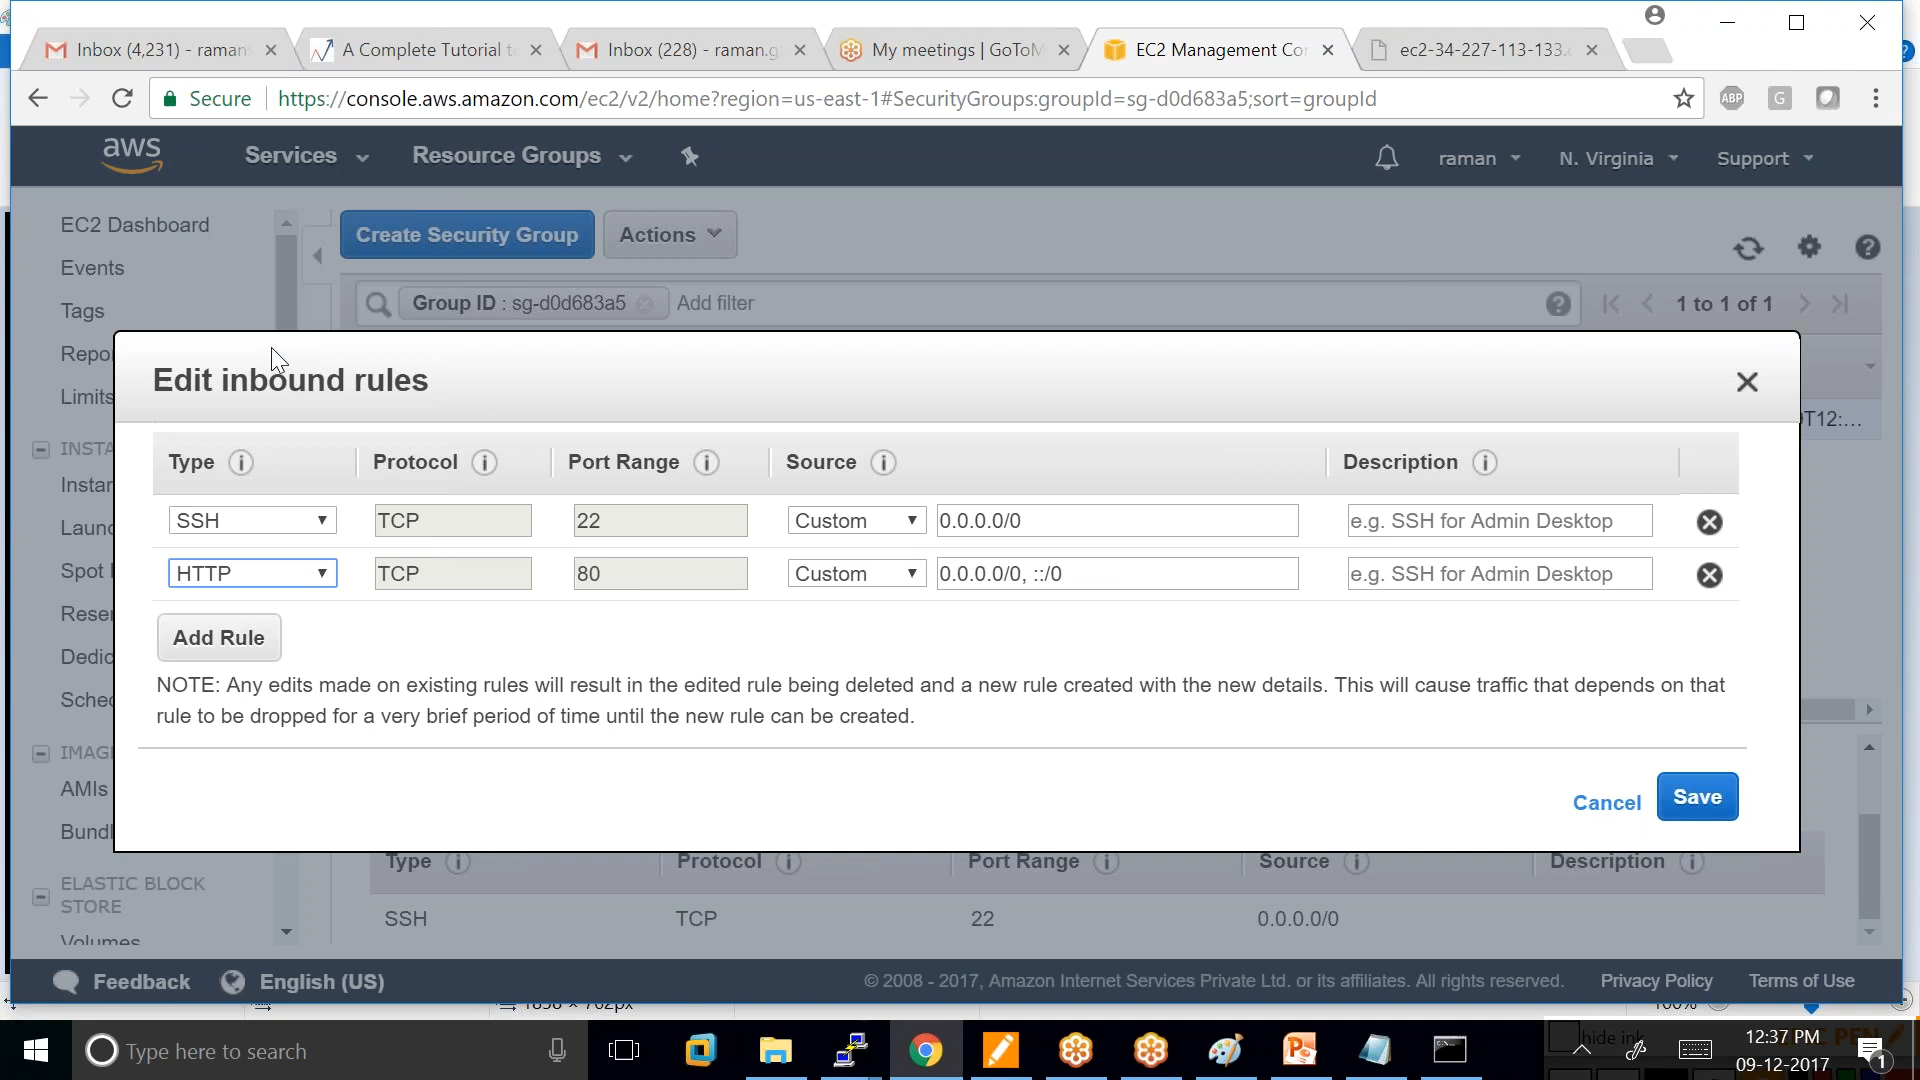 Inbox (4,231) - raman
A Complete Tutorial t
Inbox (228) - raman.g
My meetings | GoToM
EC2 Management Co
ec2-34-227-113-133.
Secure
https://console.aws.amazon.com/ec2/v2/home?region=us-east-1#SecurityGroups:groupId=sg-d0d683a5;sort=groupId
ABP
G
aws
Services
Resource Groups
raman
N. Virginia
Support
EC2 Dashboard
Events
Tags
Repo
Limits
INSTA
Instan
Launc
Spot
Reser
Dedic
Sched
IMAG
AMIs
Bundl
ELASTIC BLOCK
STORE
Volumes
Create Security Group
Actions
Group ID : sg-d0d683a5
Add filter
1 to 1 of 1
T12:...
Edit inbound rules
Type
Protocol
Port Range
Source
Description
SSH
TCP
22
Custom
0.0.0.0/0
e.g. SSH for Admin Desktop
HTTP
TCP
80
Custom
0.0.0.0/0, ::/0
e.g. SSH for Admin Desktop
Add Rule
NOTE: Any edits made on existing rules will result in the edited rule being deleted and a new rule created with the new details. This will cause traffic that depends on that
rule to be dropped for a very brief period of time until the new rule can be created.
Cancel
Save
Type
Protocol
Port Range
Source
Description
SSH
TCP
22
0.0.0.0/0
Feedback
English (US)
© 2008 - 2017, Amazon Internet Services Private Ltd. or its affiliates. All rights reserved.
Privacy Policy
Terms of Use
100%
Type here to search
hide ink
12:37 PM
09-12-2017
1